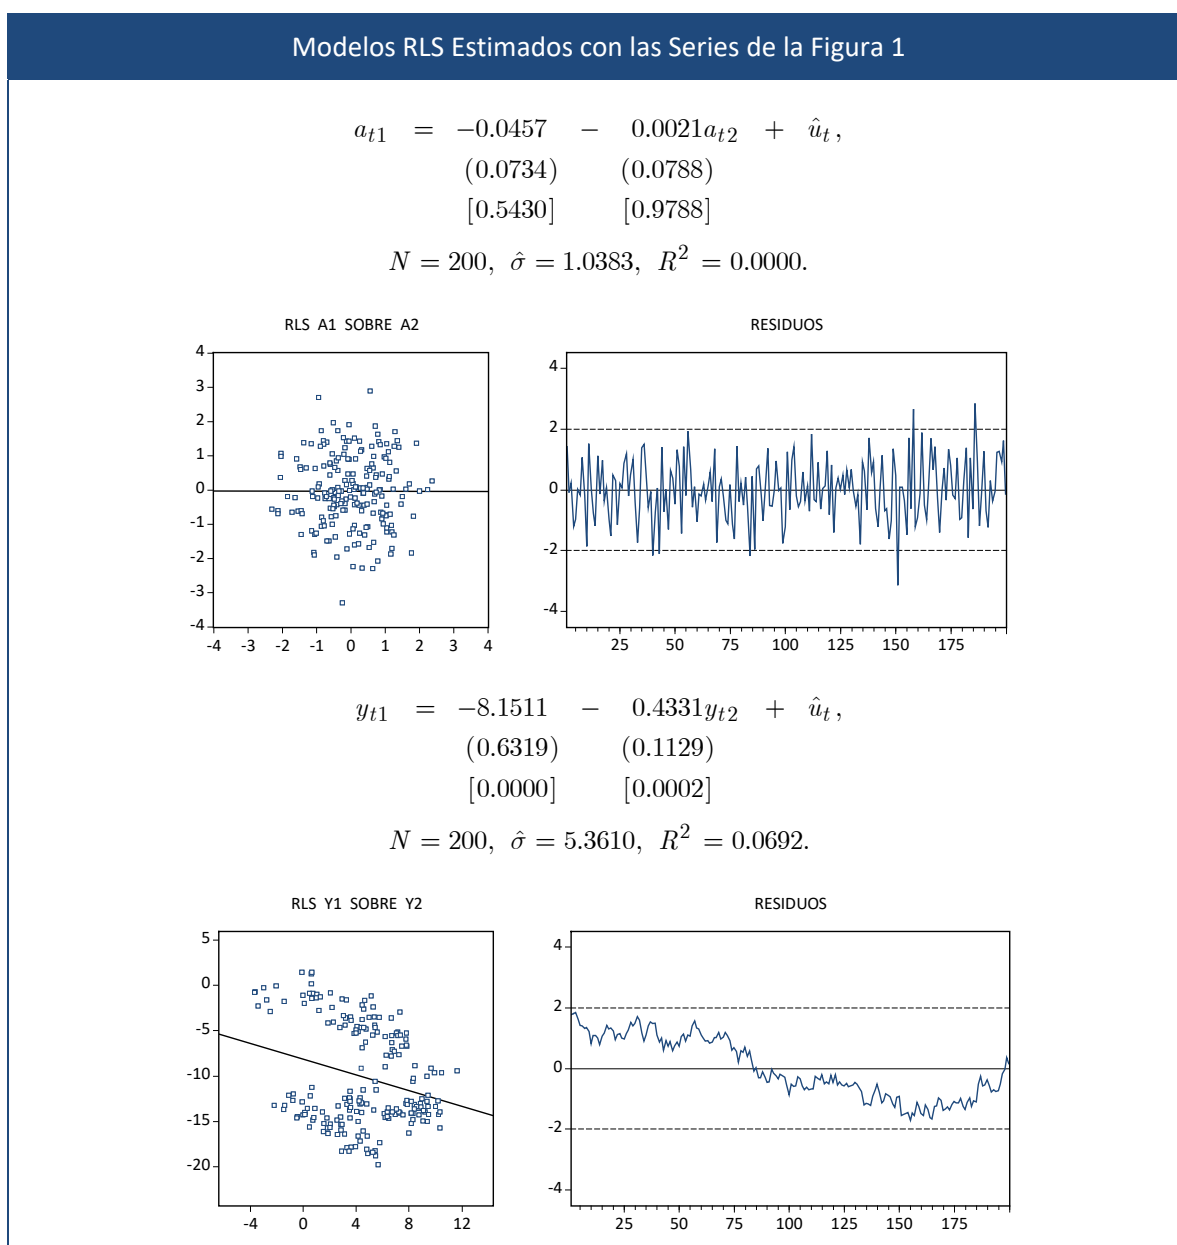 Modelos RLS Estimados con las Series de la Figura 1
a_{t1} = −0.0457 − 0.0021a_{t2} + û_t,
(0.0734) (0.0788)
[0.5430] [0.9788]
N = 200, σ̂ = 1.0383, R² = 0.0000.
RLS A1 SOBRE A2
4
3
2
1
0
-1
-2
-3
-4
-4 -3 -2 -1 0 1 2 3 4
RESIDUOS
4
2
0
-2
-4
25 50 75 100 125 150 175
y_{t1} = −8.1511 − 0.4331y_{t2} + û_t,
(0.6319) (0.1129)
[0.0000] [0.0002]
N = 200, σ̂ = 5.3610, R² = 0.0692.
RLS Y1 SOBRE Y2
5
0
-5
-10
-15
-20
-4 0 4 8 12
RESIDUOS
4
2
0
-2
-4
25 50 75 100 125 150 175